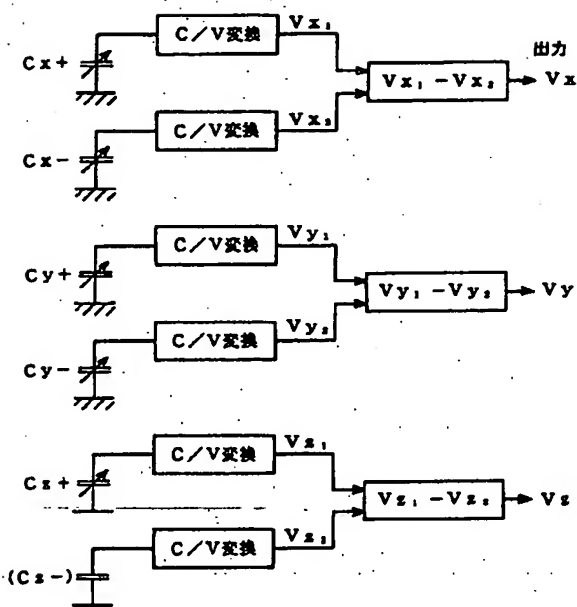 C/V変換 Vx₁
Cx+
出力
Vx₁ −Vx₂ Vx
C/V変換 Vx₂
Cx−
C/V変換 Vy₁
Cy+
Vy₁ −Vy₂ Vy
C/V変換 Vy₂
Cy−
C/V変換 Vz₁
Cz+
Vz₁ −Vz₂ Vz
C/V変換 Vz₂
(Cz−)